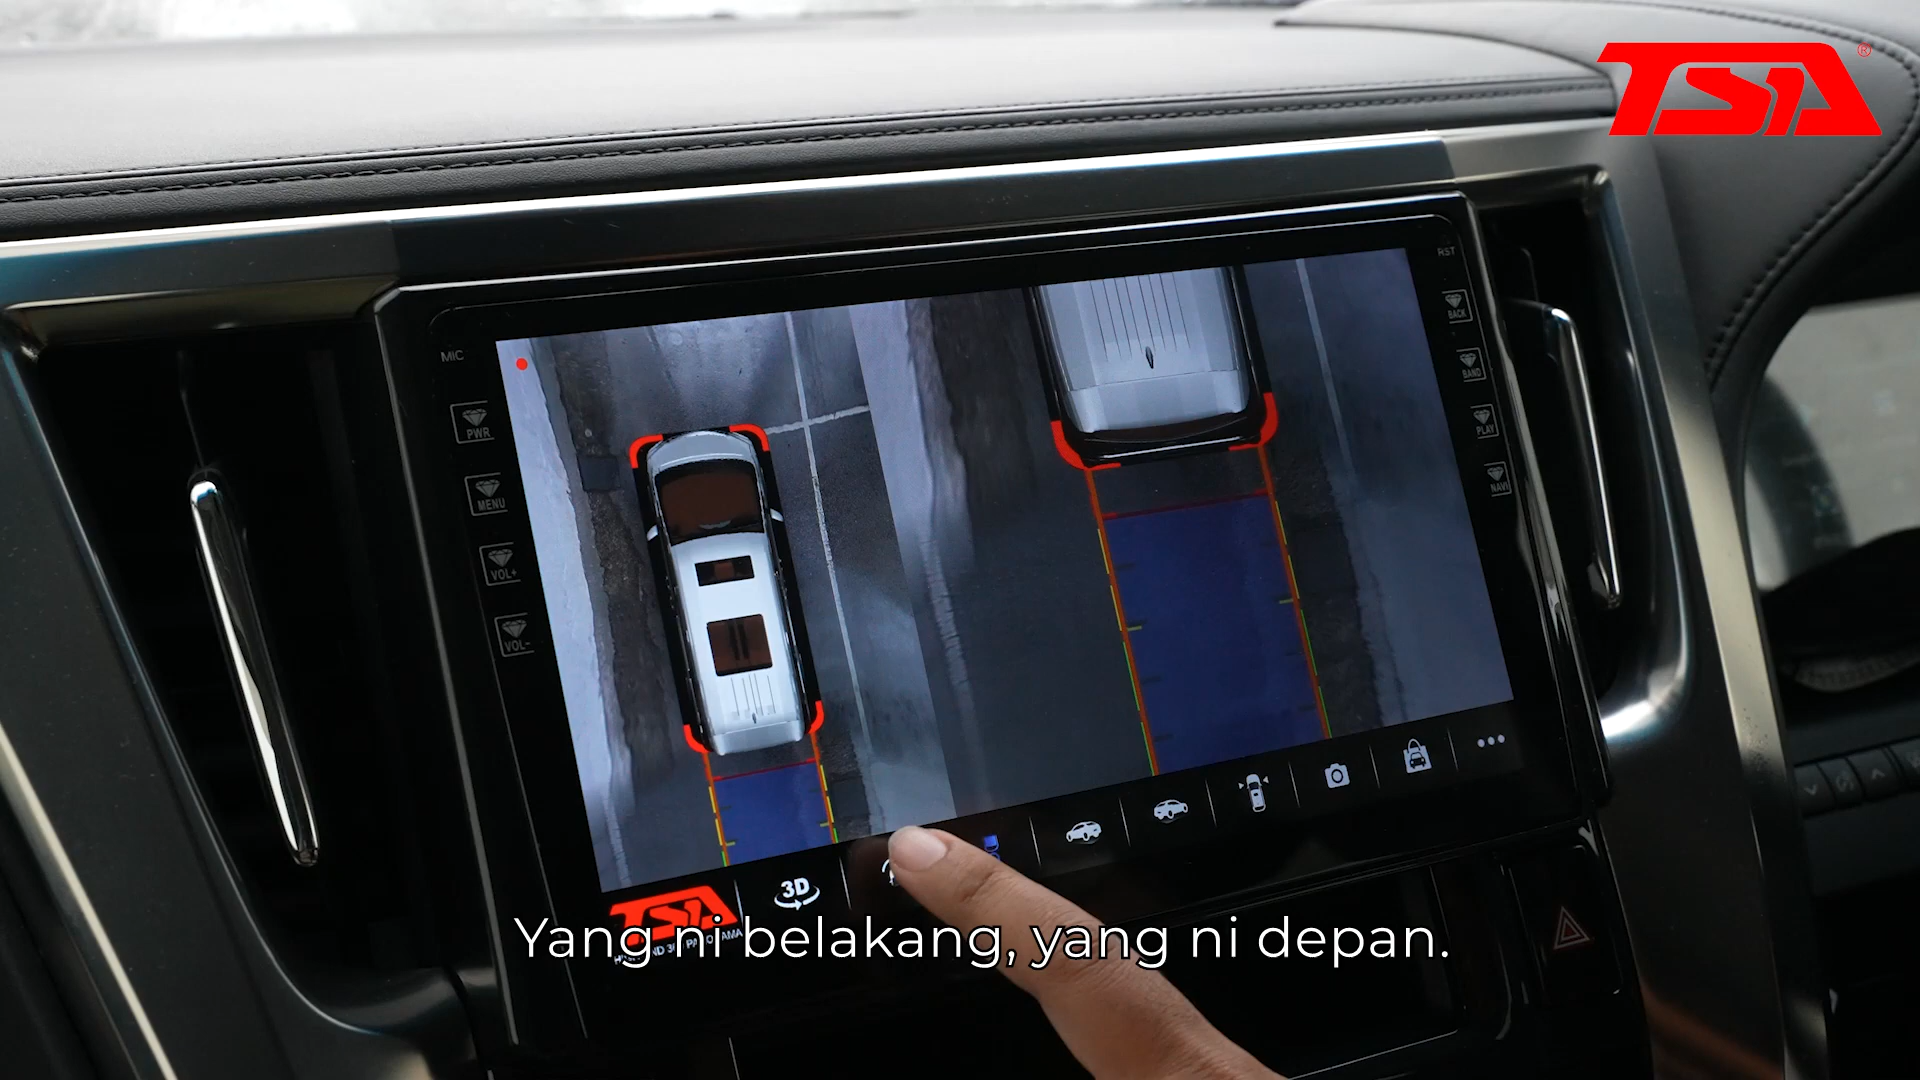 TSA ®
RST
MIC
BACK
PWR
BAND
MENU
PLAY
VOL+
NAVI
VOL-
3D
TSA
Yang ni belakang, yang ni depan.